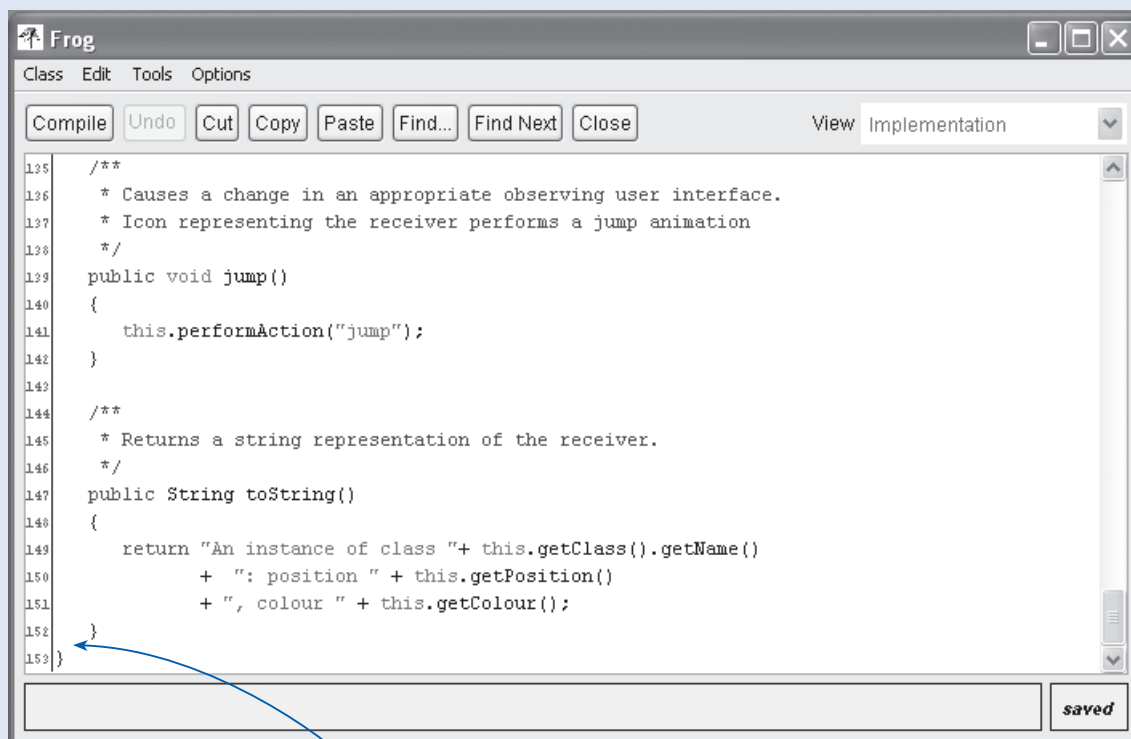 Frog
Class Edit Tools Options
Compile Undo Cut Copy Paste Find... Find Next Close View Implementation
135 /**
136 * Causes a change in an appropriate observing user interface.
137 * Icon representing the receiver performs a jump animation
138 */
139 public void jump()
140 {
141 this.performAction("jump");
142 }
143
144 /**
145 * Returns a string representation of the receiver.
146 */
147 public String toString()
148 {
149 return "An instance of class "+ this.getClass().getName()
150 + ": position " + this.getPosition()
151 + ", colour " + this.getColour();
152 }
153 }
saved